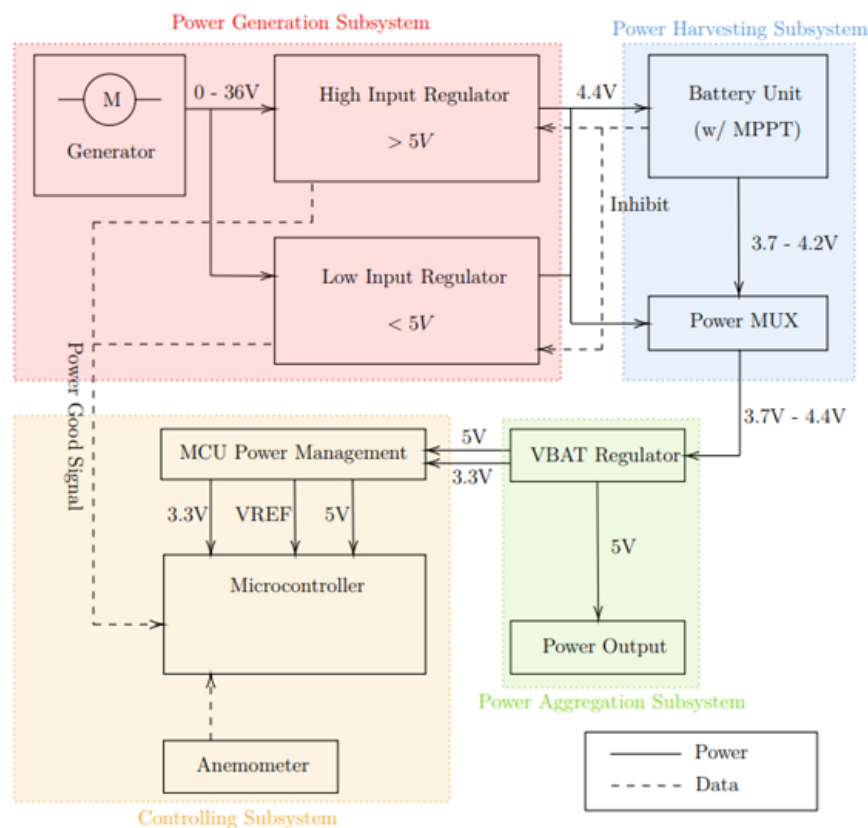 Power Generation Subsystem
Power Harvesting Subsystem
M
Generator
0 - 36V
High Input Regulator
> 5V
4.4V
Battery Unit
(w/ MPPT)
Inhibit
Low Input Regulator
< 5V
3.7 - 4.2V
Power MUX
Power Good Signal
3.7V - 4.4V
MCU Power Management
5V
3.3V
VBAT Regulator
3.3V
VREF
5V
5V
Microcontroller
Power Output
Power Aggregation Subsystem
Anemometer
Power
Data
Controlling Subsystem